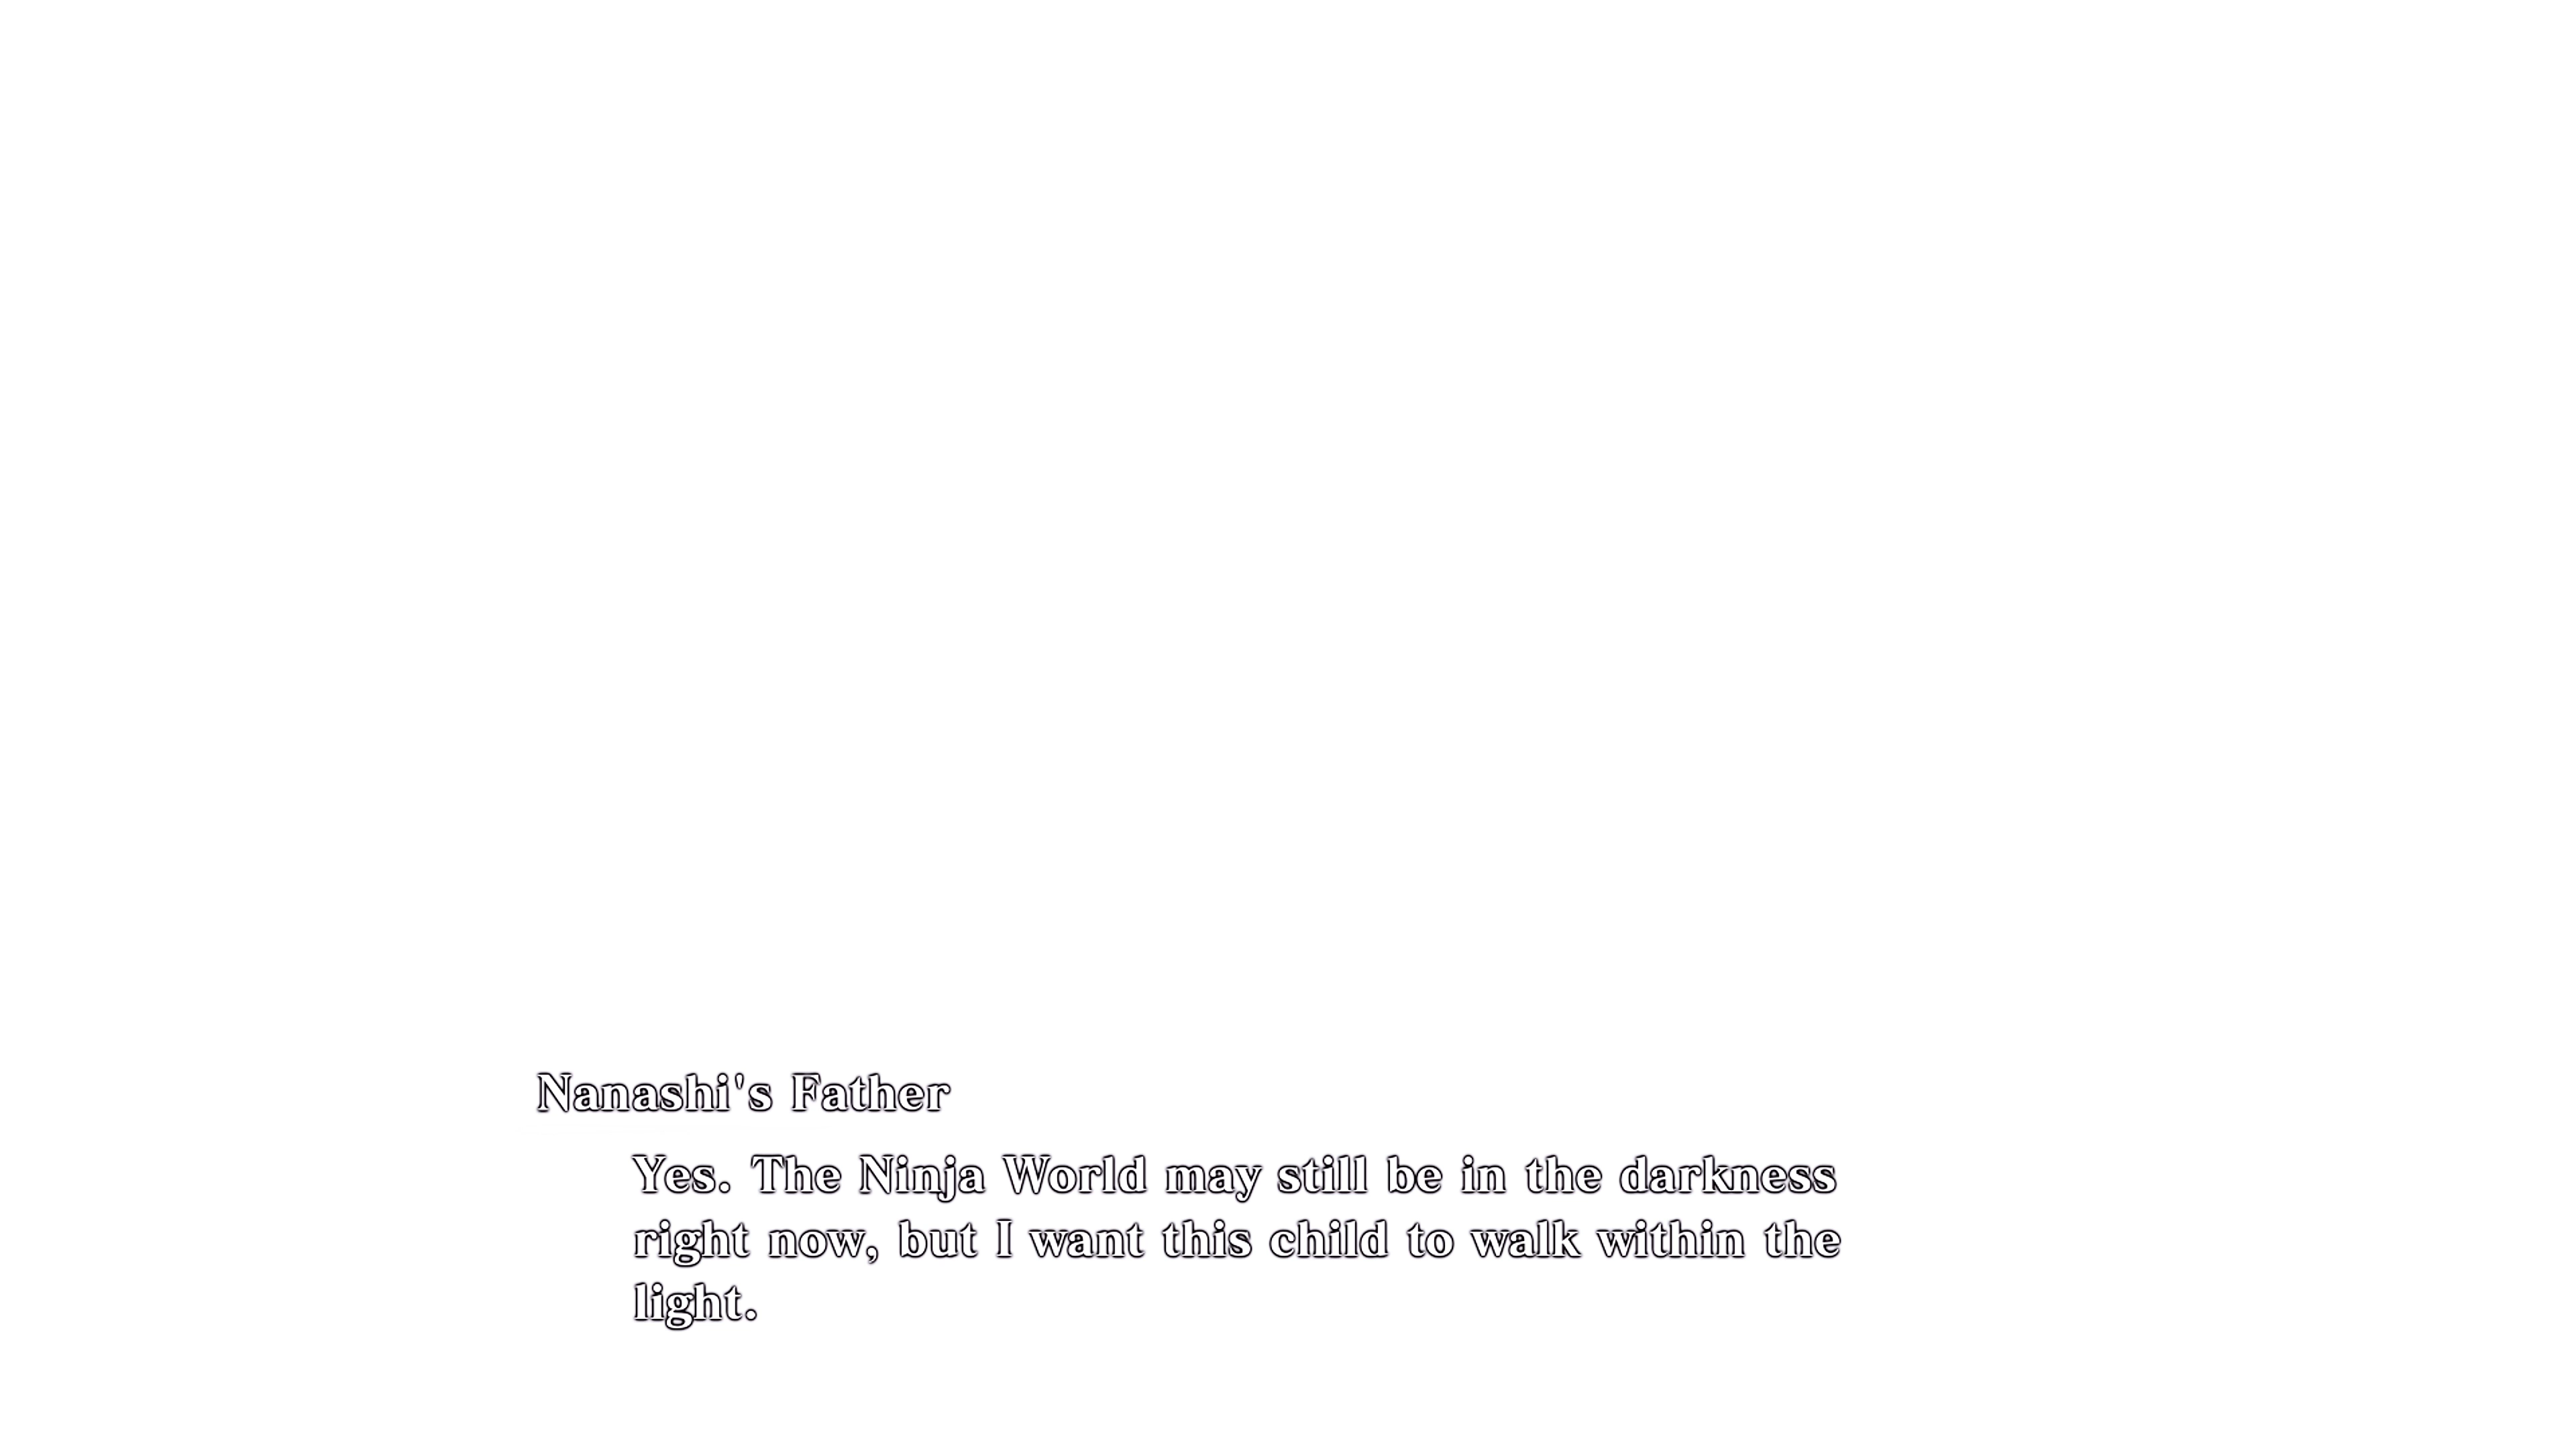 Nanashi's Father
Yes. The Ninja World may still be in the darkness
right now, but I want this child to walk within the
light.